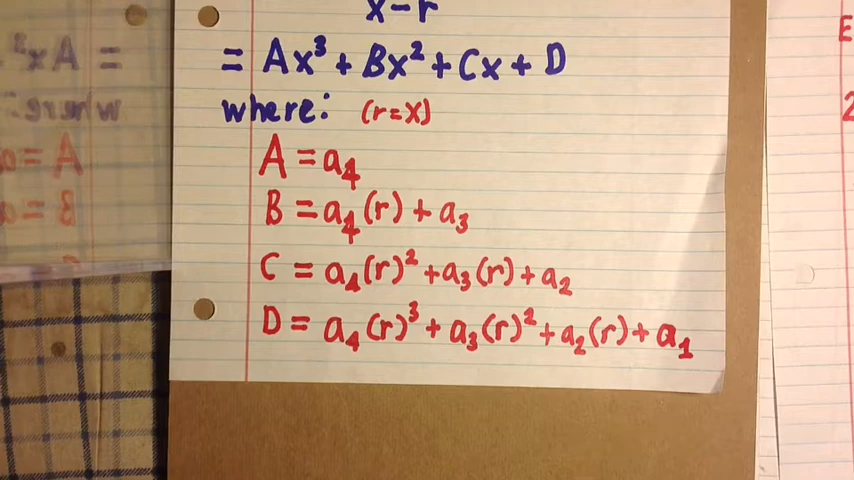 x-r
= Ax³ + Bx² + Cx + D
where: (r=x)
A = a₄
B = a₄(r) + a₃
C = a₄(r)² + a₃(r) + a₂
D = a₄(r)³ + a₃(r)² + a₂(r) + a₁